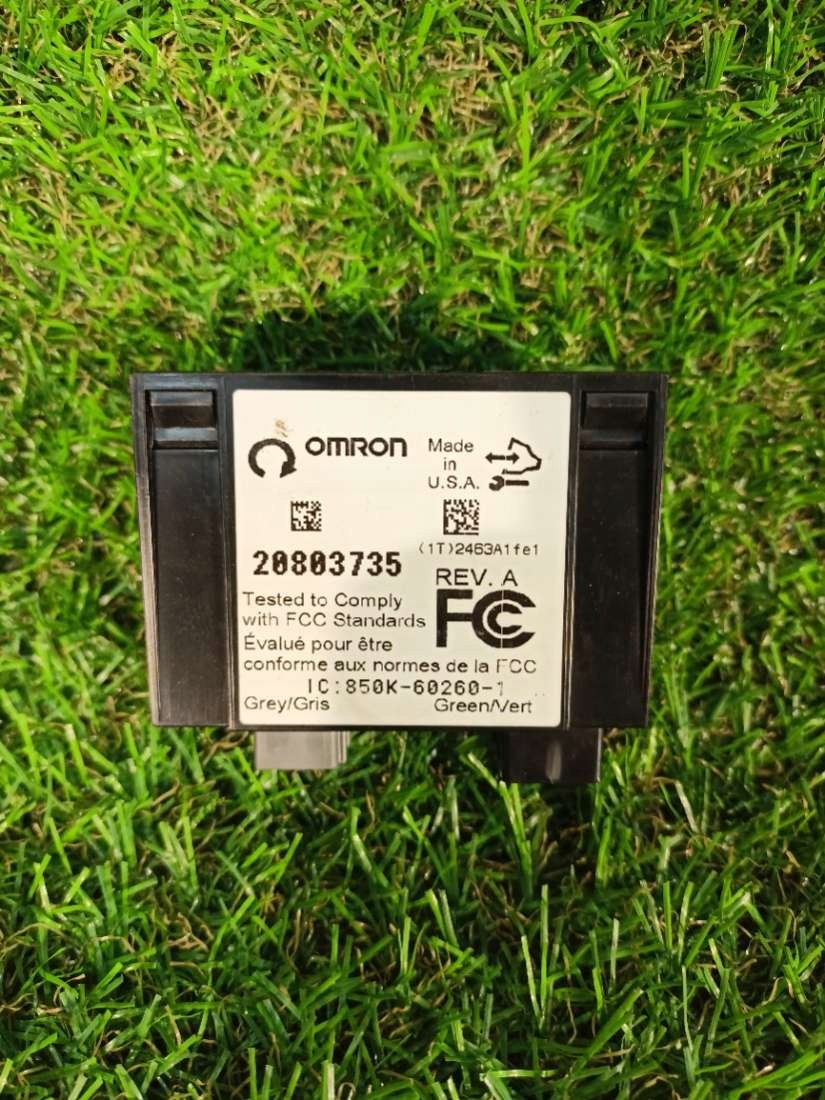 OMRON
Made
in
U.S.A.
20803735
(1T)2463A1fe1
REV. A
FC
Tested to Comply
with FCC Standards
Évalué pour être
conforme aux normes de la FCC
IC:850K-60260-1
Grey/Gris
Green/Vert